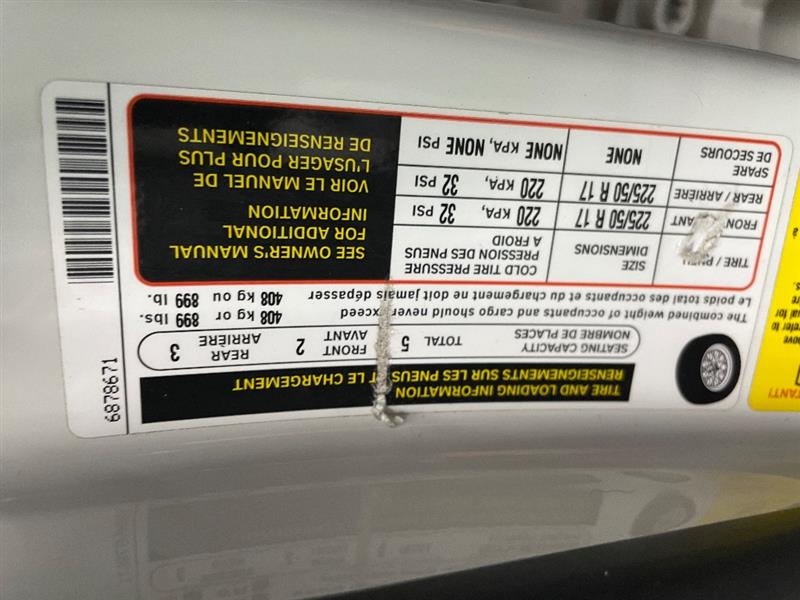 TIRE AND LOADING INFORMATION
RENSEIGNEMENTS SUR LES PNEUS ET LE CHARGEMENT
SEATING CAPACITY
NOMBRE DE PLACES
TOTAL 5
FRONT
AVANT 2
REAR
ARRIÈRE 3
The combined weight of occupants and cargo should never exceed 408 kg or 899 lbs.
Le poids total des occupants et du chargement ne doit jamais dépasser 408 kg ou 899 lb.
TIRE / PNEU
SIZE
DIMENSIONS
COLD TIRE PRESSURE
PRESSION DES PNEUS
A FROID
FRONT / AVANT 225/50 R 17 220 KPA, 32 PSI
REAR / ARRIÈRE 225/50 R 17 220 KPA, 32 PSI
SPARE
DE SECOURS NONE NONE KPA, NONE PSI
SEE OWNER'S MANUAL
FOR ADDITIONAL
INFORMATION
VOIR LE MANUEL DE
L'USAGER POUR PLUS
DE RENSEIGNEMENTS
6878671